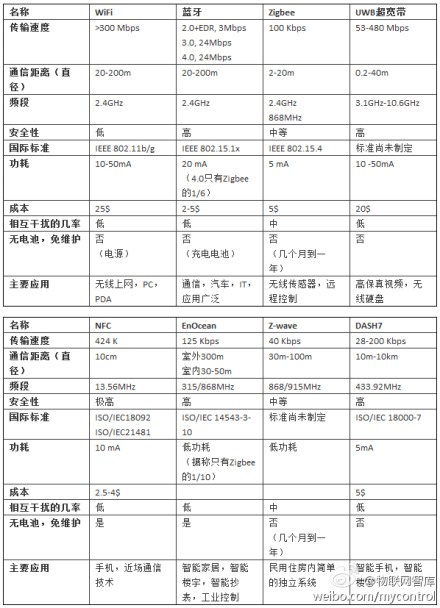 名称 WiFi 蓝牙 Zigbee UWB超宽带
传输速度 >300 Mbps 2.0+EDR, 3Mbps 100 Kbps 53-480 Mbps
3.0, 24Mbps
4.0, 24Mbps
通信距离（直径） 20-200m 20-200m 2-20m 0.2-40m
频段 2.4GHz 2.4GHz 2.4GHz 3.1GHz-10.6GHz
868MHz
安全性 低 高 中等 高
国际标准 IEEE 802.11b/g IEEE 802.15.1x IEEE 802.15.4 标准尚未制定
功耗 10-50mA 20 mA 5 mA 10 -50mA
（4.0只有Zigbee
的1/6）
成本 25$ 2-5$ 5$ 20$
相互干扰的几率 低 低 中 低
无电池，免维护 否 否 否 否
（电源） （充电电池） （几个月到一
年）
主要应用 无线上网，PC， 通信，汽车，IT， 无线传感器，远 高保真视频，无
PDA 应用广泛 程控制 线硬盘
名称 NFC EnOcean Z-wave DASH7
传输速度 424 K 125 Kbps 40 Kbps 28-200 Kbps
通信距离（直径） 10cm 室外300m 30m-100m 10m-10km
室内30-50m
频段 13.56MHz 315/868MHz 868/915MHz 433.92MHz
安全性 极高 高 中等 高
国际标准 ISO/IEC18092 ISO/IEC 14543-3- 标准尚未制定 ISO/IEC 18000-7
ISO/IEC21481 10
功耗 10 mA 低功耗 低功耗 5mA
（据称只有Zigbee
的1/10）
成本 2.5-4$ 5$
相互干扰的几率 低 低 中 低
无电池，免维护 是 是 否 否
（几个月到一
年）
主要应用 手机，近场通信 智能家居，智能 民用住房内简单 智能手机，智能
技术 楼宇，智能抄 的独立系统 楼宇
表，工业控制
物联网智库
weibo.com/mycontrol